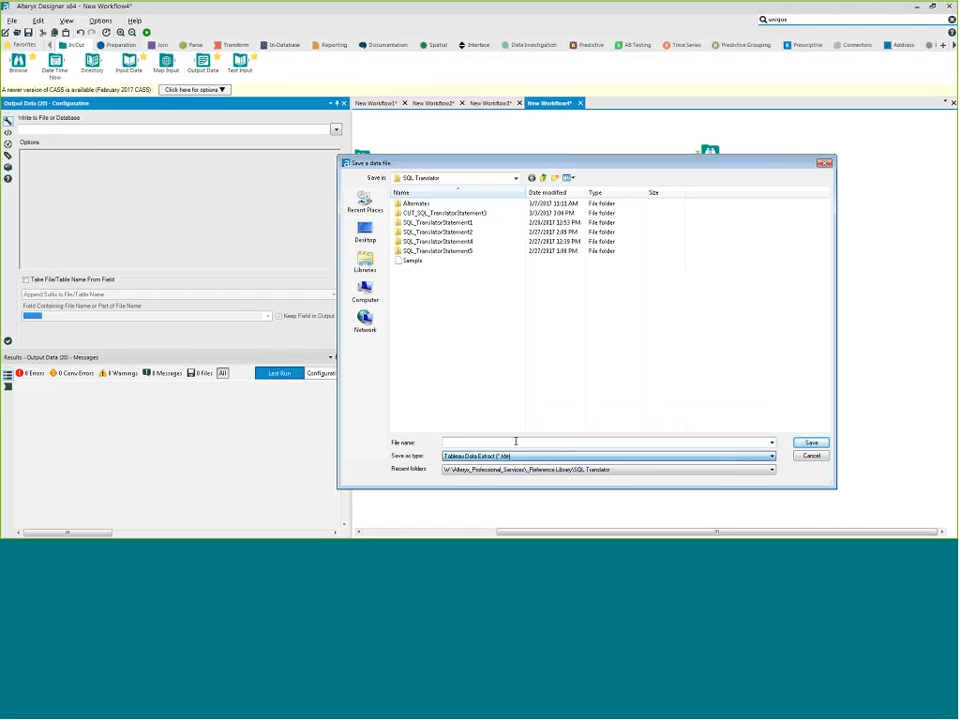 Alteryx Designer x64 - New Workflow4*
File Edit View Options Help
unique
Favorites In/Out Preparation Join Parse Transform In-Database Reporting Documentation Spatial Interface Data Investigation Predictive AB Testing Time Series Predictive Grouping Prescriptive Connectors Address
Browse Date Time Now Directory Input Data Map Input Output Data Text Input
A newer version of CASS is available (February 2017 CASS): Click here for options ▼
Output Data (20) - Configuration
New Workflow1* New Workflow2* New Workflow3* New Workflow4*
Write to File or Database
Options
Save a data file
Save in: SQL Translator
Name Date modified Type Size
Recent Places
Desktop
Libraries
Computer
Network
Alternates 3/7/2017 11:11 AM File folder
CUT_SQL_TranslatorStatement3 3/3/2017 3:06 PM File folder
SQL_TranslatorStatement1 2/28/2017 12:53 PM File folder
SQL_TranslatorStatement2 2/27/2017 2:09 PM File folder
SQL_TranslatorStatement4 2/27/2017 12:39 PM File folder
SQL_TranslatorStatement5 2/27/2017 1:08 PM File folder
Sample
Take File/Table Name From Field
Append Suffix to File/Table Name
Field Containing File Name or Part of File Name
Keep Field in Output
Results - Output Data (20) - Messages
0 Errors 0 Conv Errors 0 Warnings 0 Messages 0 Files All Last Run Configurati
File name: Save
Save as type: Tableau Data Extract (*.tde) Cancel
Recent folders: W:\Alteryx_Professional_Services\_Reference Library\SQL Translator